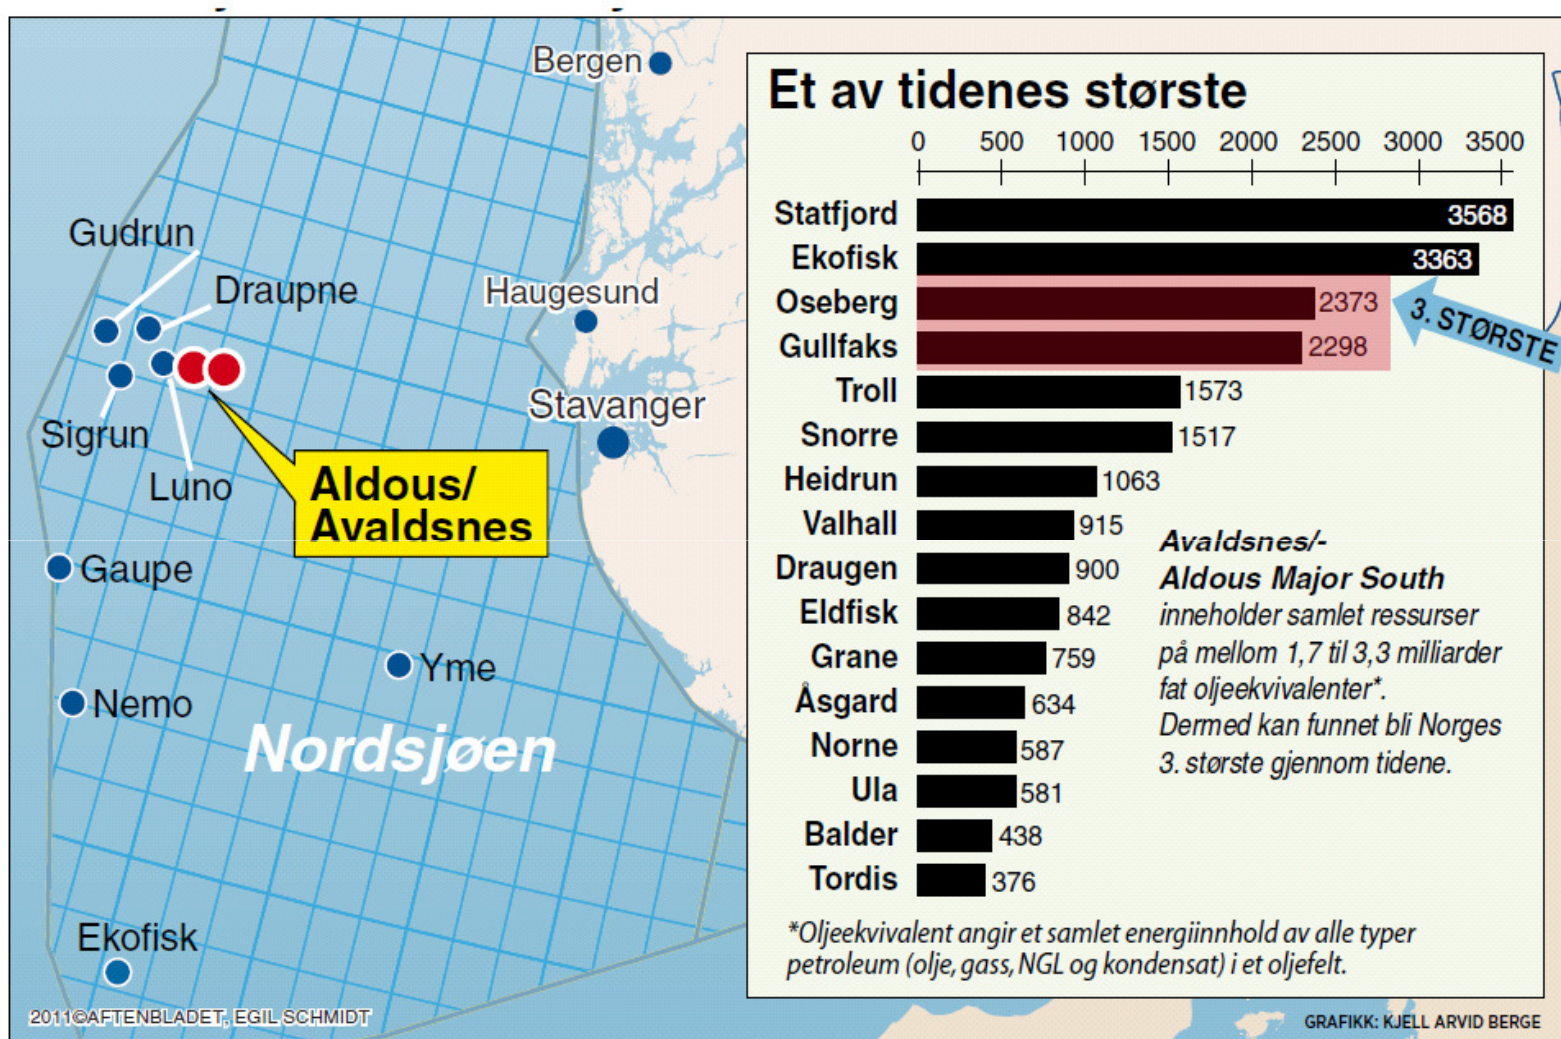 Bergen
Gudrun
Draupne
Haugesund
Stavanger
Sigrun
Luno
Aldous/
Avaldsnes
Gaupe
Yme
Nemo
Nordsjøen
Ekofisk
2011©AFTENBLADET, EGIL SCHMIDT
Et av tidenes største
0 500 1000 1500 2000 2500 3000 3500
Statfjord 3568
Ekofisk 3363
Oseberg 2373
Gullfaks 2298
3. STØRSTE
Troll 1573
Snorre 1517
Heidrun 1063
Valhall 915
Draugen 900
Eldfisk 842
Grane 759
Åsgard 634
Norne 587
Ula 581
Balder 438
Tordis 376
Avaldsnes/-
Aldous Major South
inneholder samlet ressurser
på mellom 1,7 til 3,3 milliarder
fat oljeekvivalenter*.
Dermed kan funnet bli Norges
3. største gjennom tidene.
*Oljeekvivalent angir et samlet energiinnhold av alle typer
petroleum (olje, gass, NGL og kondensat) i et oljefelt.
GRAFIKK: KJELL ARVID BERGE